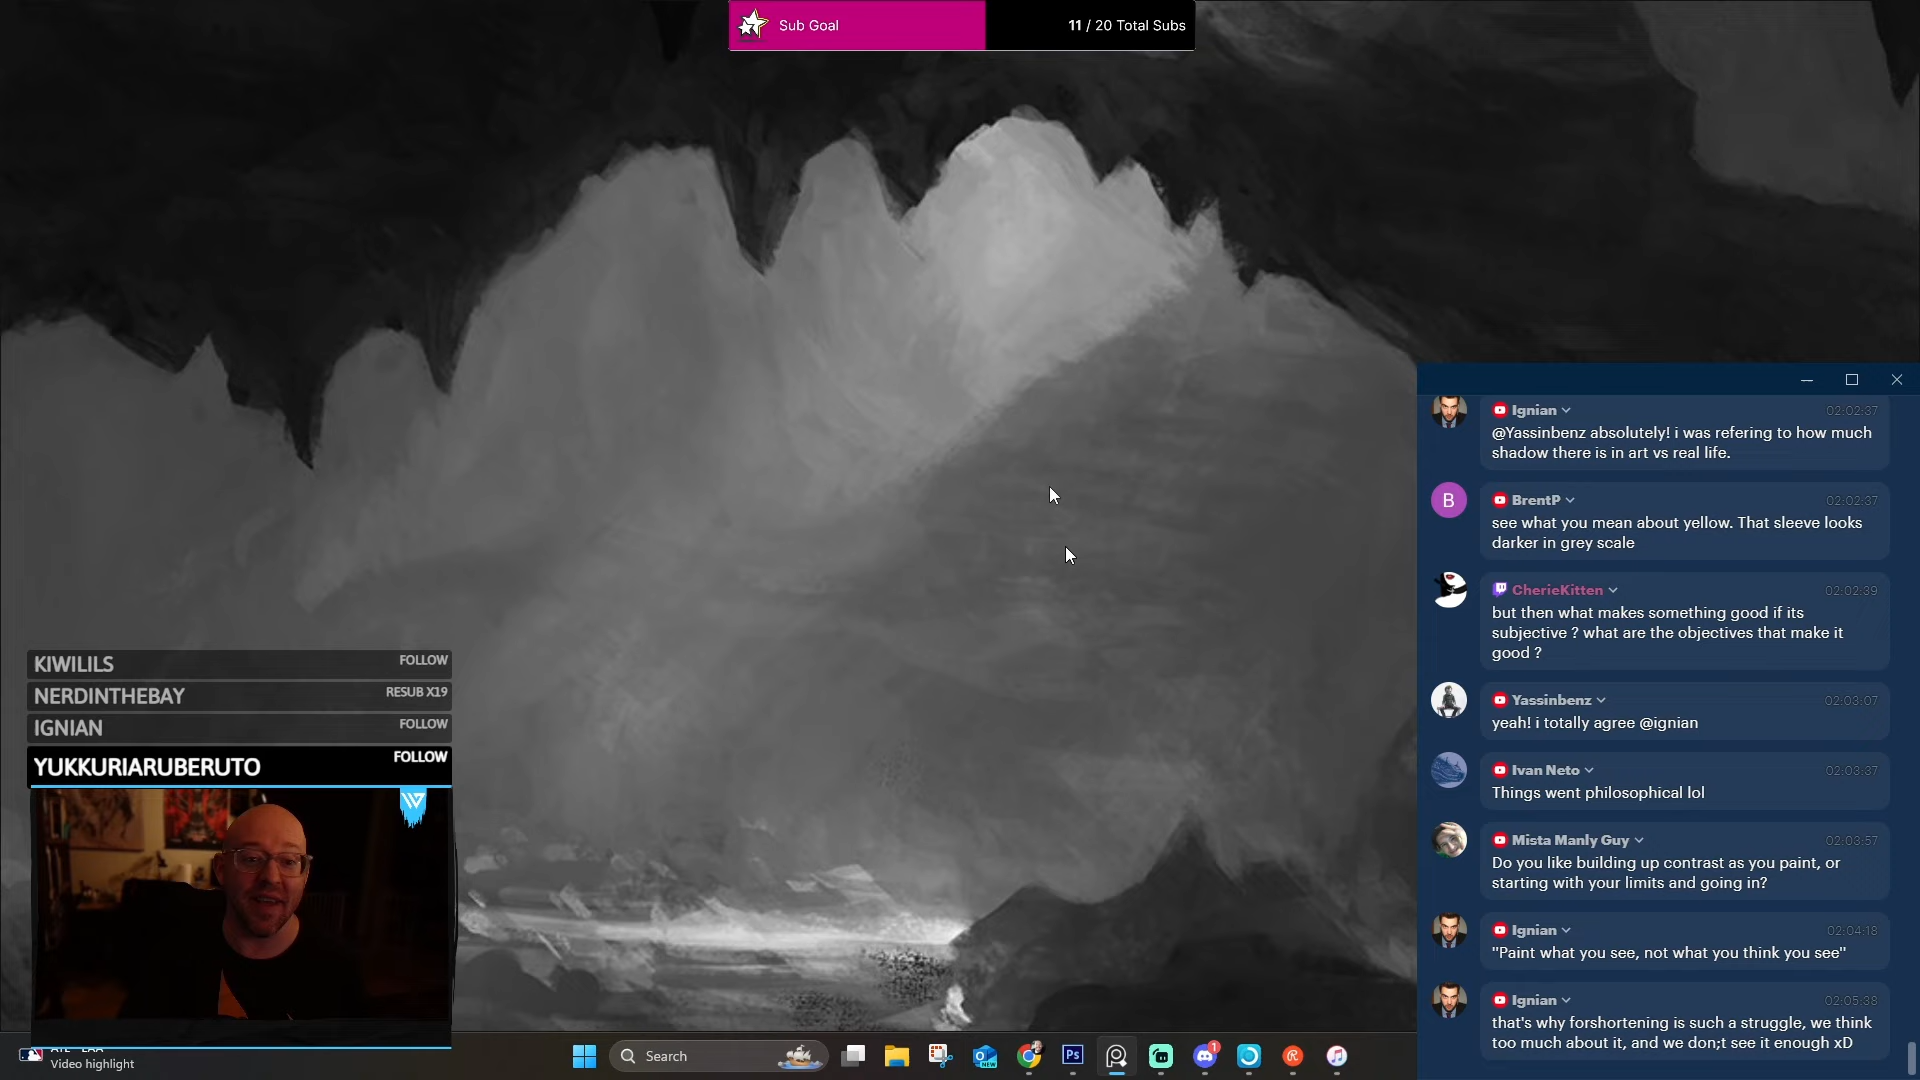 Sub Goal
11 / 20 Total Subs
Ignian 02:02:37
@Yassinbenz absolutely! i was refering to how much
shadow there is in art vs real life.
B
BrentP 02:02:37
see what you mean about yellow. That sleeve looks
darker in grey scale
CherieKitten 02:02:39
but then what makes something good if its
subjective ? what are the objectives that make it
good ?
Yassinbenz 02:03:07
yeah! i totally agree @ignian
Ivan Neto 02:03:37
Things went philosophical lol
Mista Manly Guy 02:03:57
Do you like building up contrast as you paint, or
starting with your limits and going in?
Ignian 02:04:18
"Paint what you see, not what you think you see"
Ignian 02:05:38
that's why forshortening is such a struggle, we think
too much about it, and we don;t see it enough xD
KIWILILS FOLLOW
NERDINTHEBAY RESUB X19
IGNIAN FOLLOW
YUKKURIARUBERUTO FOLLOW
Video highlight
Search
NEW
Ps
1